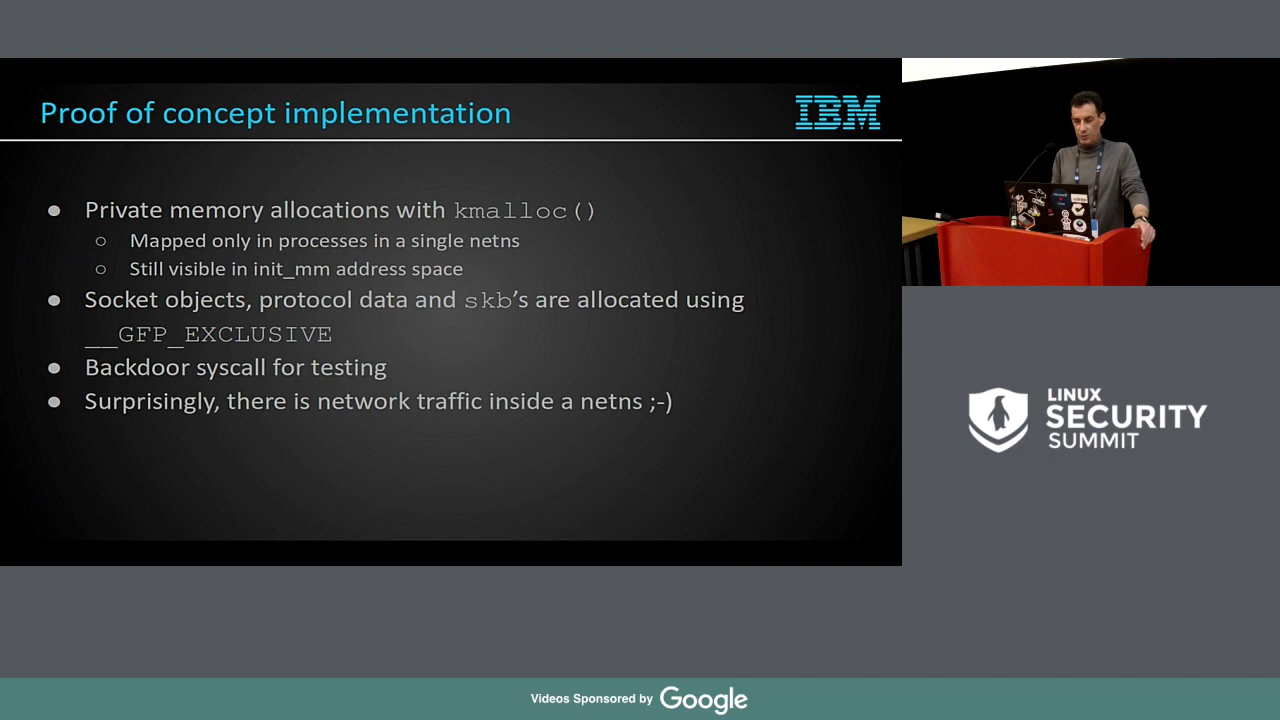 Proof of concept implementation
IBM
● Private memory allocations with kmalloc()
○ Mapped only in processes in a single netns
○ Still visible in init_mm address space
● Socket objects, protocol data and skb’s are allocated using
__GFP_EXCLUSIVE
● Backdoor syscall for testing
● Surprisingly, there is network traffic inside a netns ;-)
LINUX
SECURITY
SUMMIT
Videos Sponsored by Google